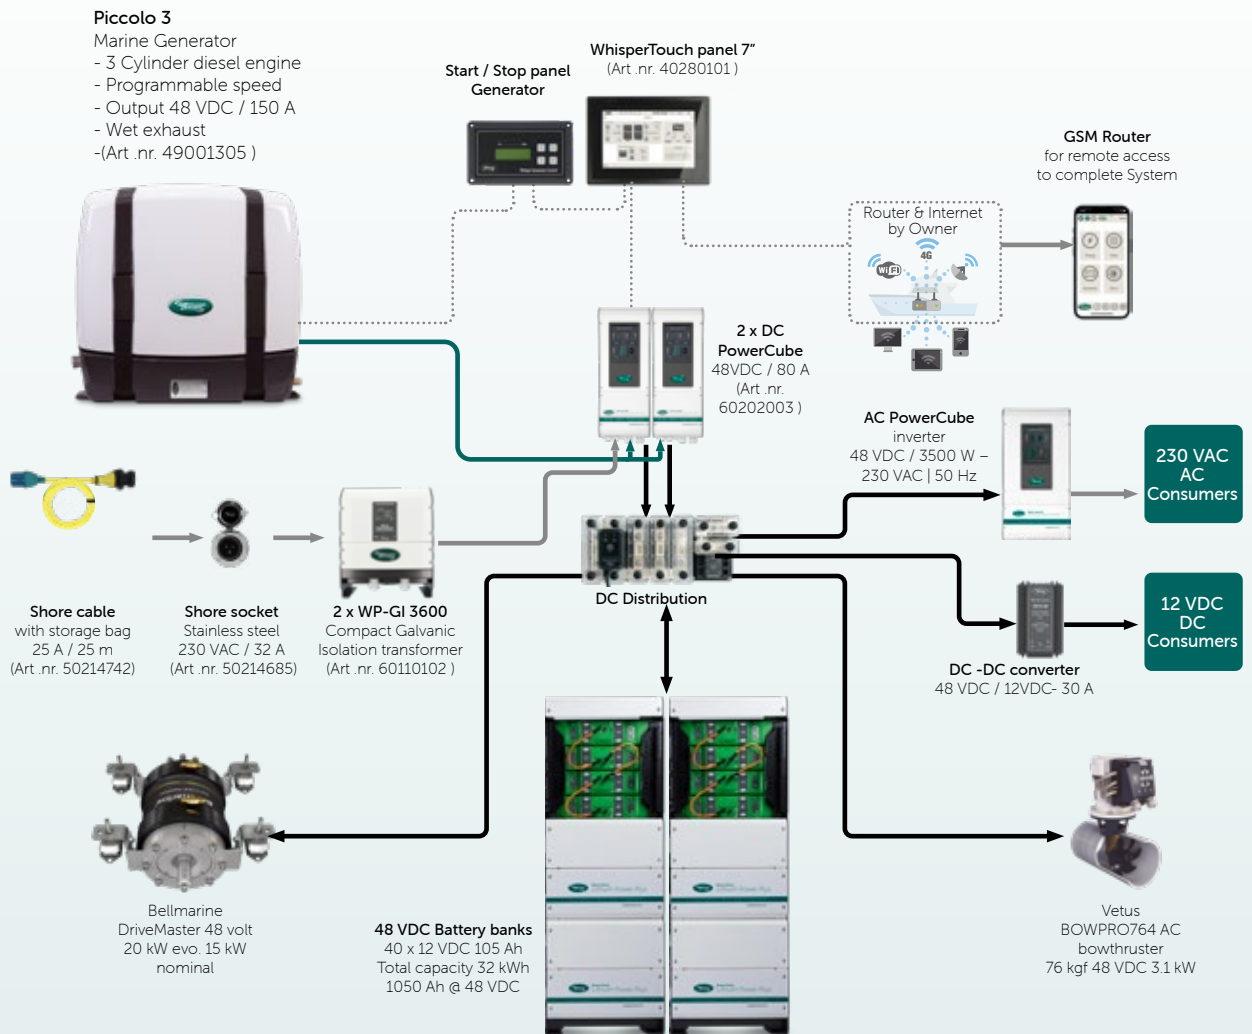 Piccolo 3
Marine Generator
- 3 Cylinder diesel engine
- Programmable speed
- Output 48 VDC / 150 A
- Wet exhaust
-(Art .nr. 49001305 )
Start / Stop panel
Generator
WhisperTouch panel 7”
(Art .nr. 40280101 )
GSM Router
for remote access
to complete System
Router & Internet
by Owner
4G
WiFi
2 x DC
PowerCube
48VDC / 80 A
(Art .nr.
60202003 )
AC PowerCube
inverter
48 VDC / 3500 W –
230 VAC | 50 Hz
230 VAC
AC
Consumers
Shore cable
with storage bag
25 A / 25 m
(Art .nr. 50214742)
Shore socket
Stainless steel
230 VAC / 32 A
(Art .nr. 50214685)
2 x WP-GI 3600
Compact Galvanic
Isolation transformer
(Art .nr. 60110102 )
DC Distribution
DC -DC converter
48 VDC / 12VDC- 30 A
12 VDC
DC
Consumers
Bellmarine
DriveMaster 48 volt
20 kW evo. 15 kW
nominal
48 VDC Battery banks
40 x 12 VDC 105 Ah
Total capacity 32 kWh
1050 Ah @ 48 VDC
Vetus
BOWPRO764 AC
bowthruster
76 kgf 48 VDC 3.1 kW